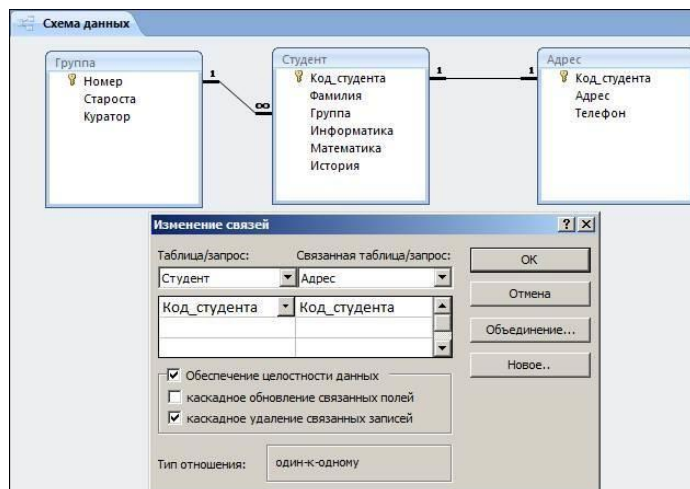 Схема данных
Группа
Номер
Староста
Куратор
1
∞
Студент
Код_студента
Фамилия
Группа
Информатика
Математика
История
1
1
Адрес
Код_студента
Адрес
Телефон
Изменение связей
? X
Таблица/запрос: Связанная таблица/запрос:
Студент Адрес
Код_студента Код_студента
Обеспечение целостности данных
каскадное обновление связанных полей
каскадное удаление связанных записей
Тип отношения: один-к-одному
ОК
Отмена
Объединение...
Новое..